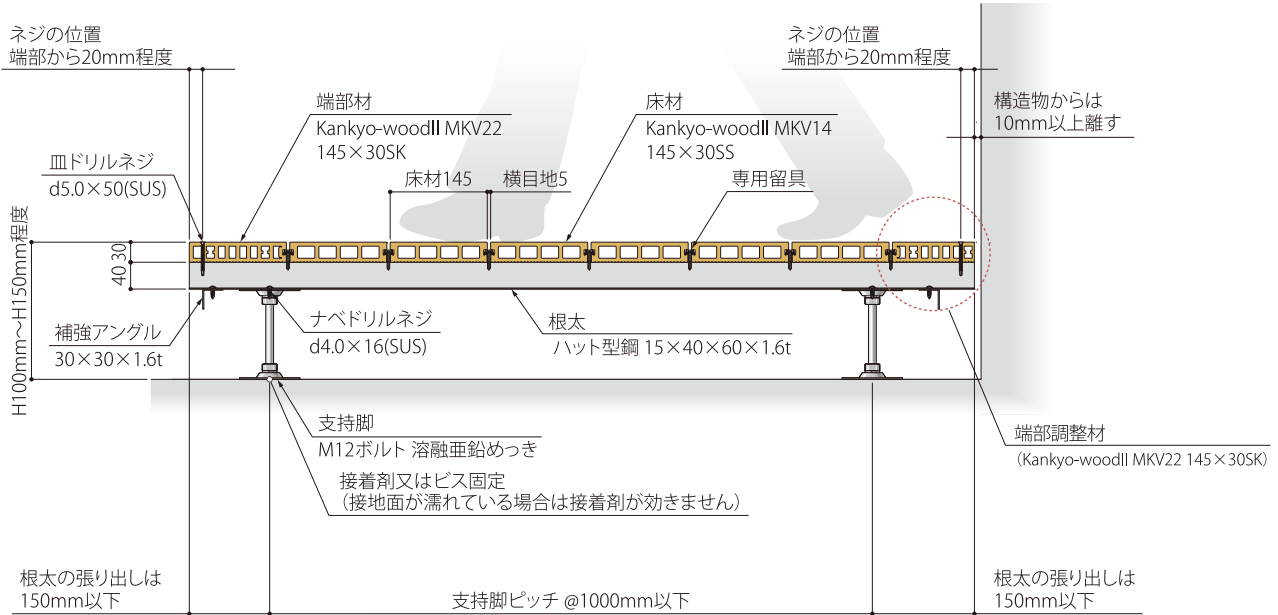 ネジの位置
端部から20mm程度
ネジの位置
端部から20mm程度
構造物からは
10mm以上離す
端部材
Kankyo-woodⅡ MKV22
145×30SK
床材
Kankyo-woodⅡ MKV14
145×30SS
皿ドリルネジ
d5.0×50(SUS)
床材145
横目地5
専用留具
H100mm〜H150mm程度
30
40
補強アングル
30×30×1.6t
ナベドリルネジ
d4.0×16(SUS)
根太
ハット型鋼 15×40×60×1.6t
支持脚
M12ボルト 溶融亜鉛めっき
接着剤又はビス固定
（接地面が濡れている場合は接着剤が効きません）
端部調整材
（Kankyo-woodⅡ MKV22 145×30SK）
根太の張り出しは
150mm以下
支持脚ピッチ @1000mm以下
根太の張り出しは
150mm以下